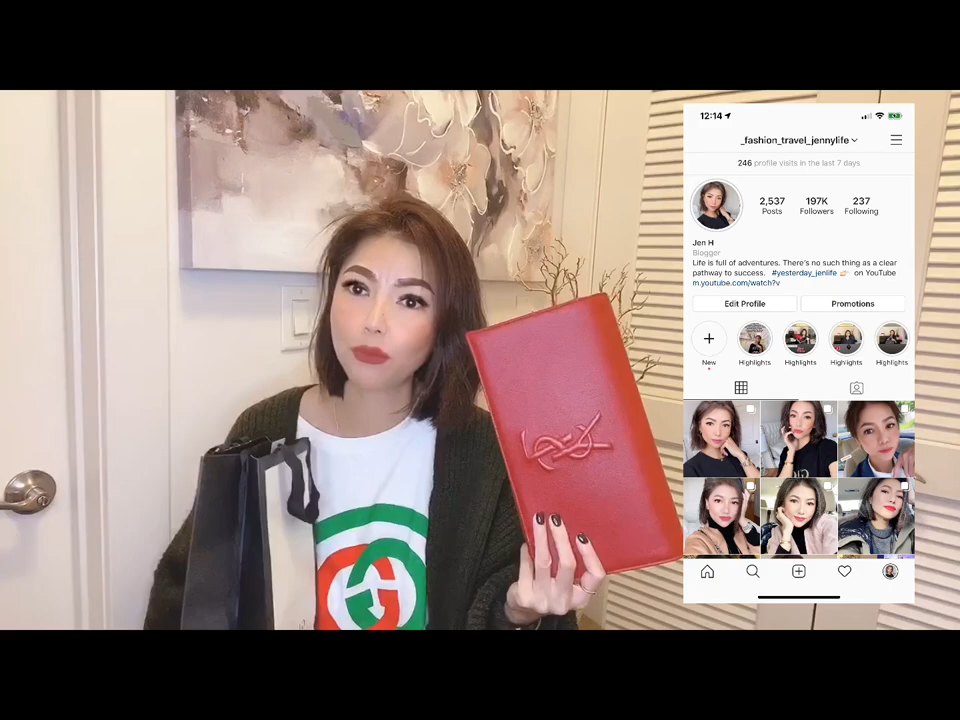 12:14
_fashion_travel_jennylife
246 profile visits in the last 7 days
2,537
197K
237
Posts
Followers
Following
Jen H
Blogger
Life is full of adventures. There's no such thing as a clear
pathway to success. #yesterday_jenlife 👉🏻 on YouTube
m.youtube.com/watch?v
Edit Profile
Promotions
New
Highlights
Highlights
Highlights
Highlights
YSL